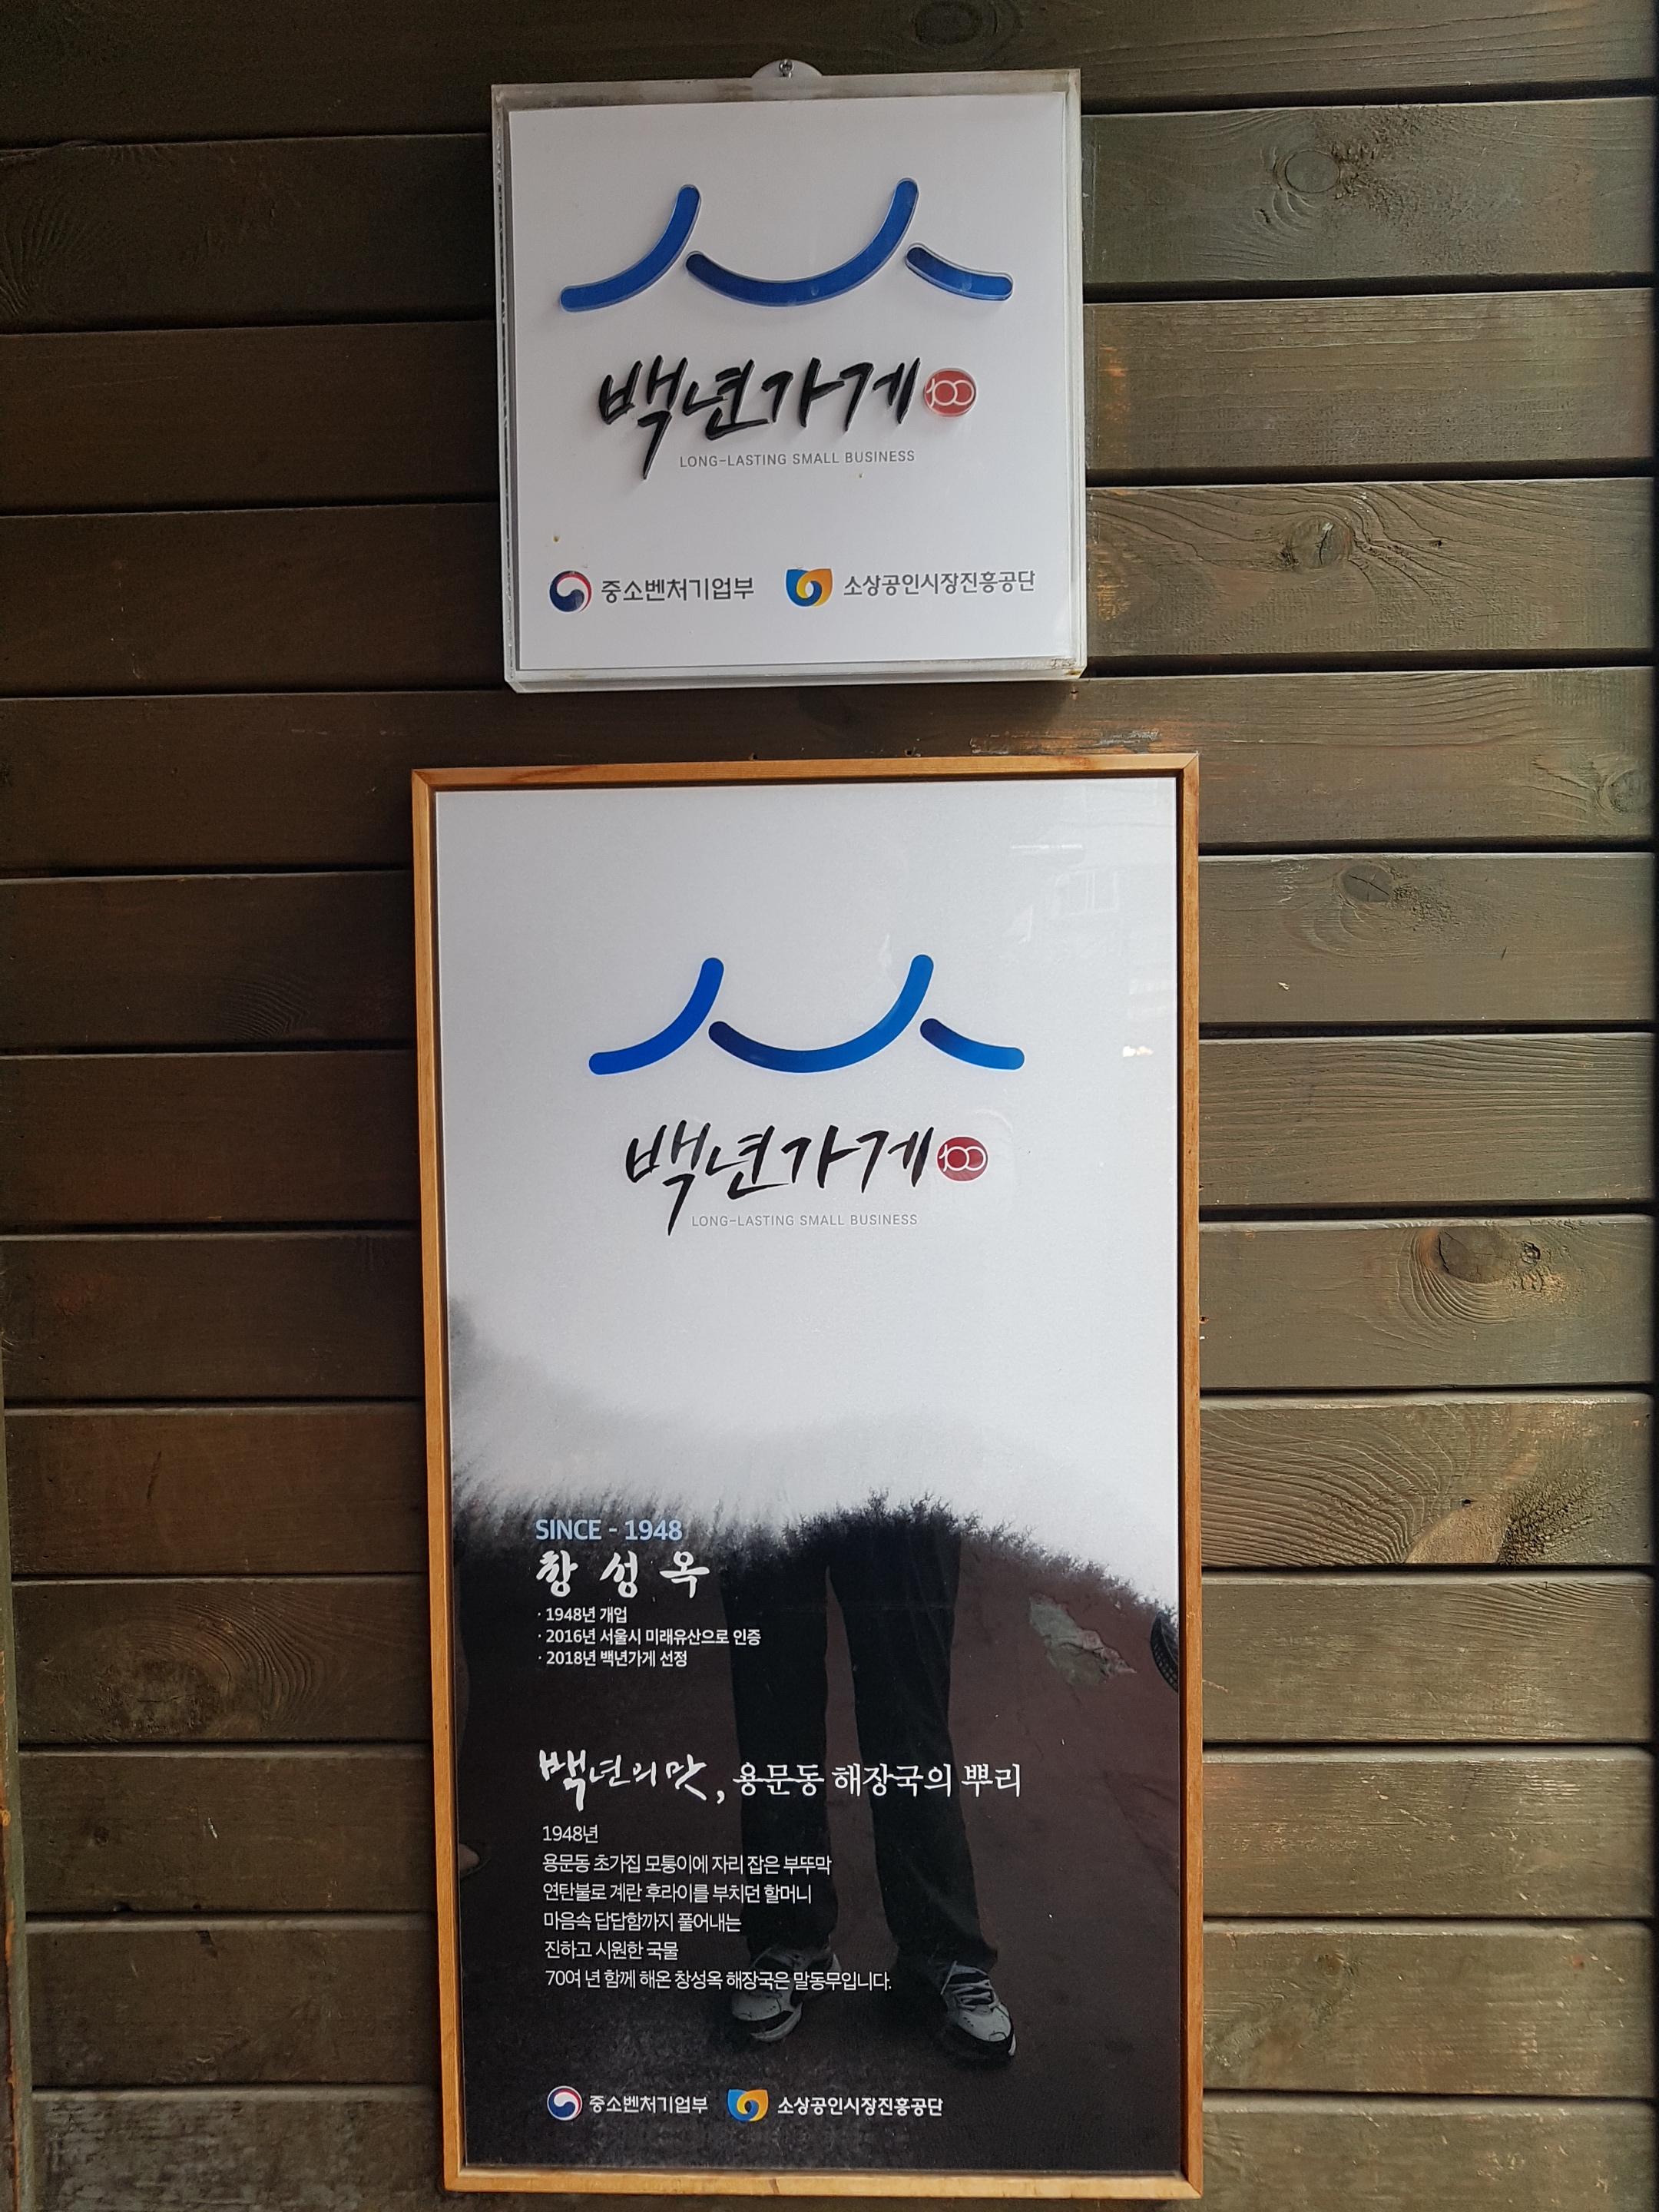 백년가게 100
LONG-LASTING SMALL BUSINESS
중소벤처기업부 소상공인시장진흥공단
백년가게 100
LONG-LASTING SMALL BUSINESS
SINCE - 1948
창성옥
· 1948년 개업
· 2016년 서울시 미래유산으로 인증
· 2018년 백년가게 선정
백년의 맛, 용문동 해장국의 뿌리
1948년
용문동 초가집 모퉁이에 자리 잡은 부뚜막
연탄불로 계란 후라이를 부치던 할머니
마음속 답답함까지 풀어내는
진하고 시원한 국물
70여 년 함께 해온 창성옥 해장국은 말동무입니다.
중소벤처기업부 소상공인시장진흥공단